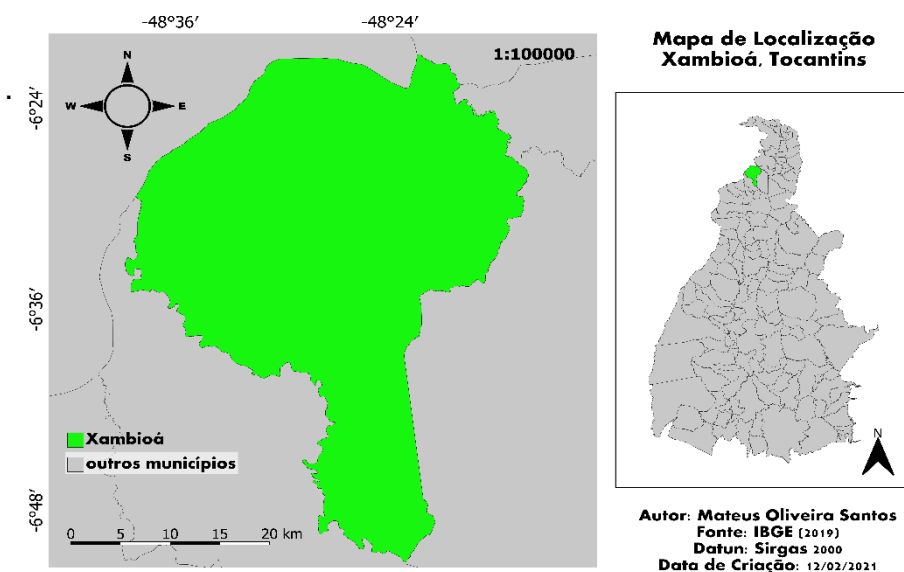 -48°36′
-48°24′
1:100000
N
W
E
S
-6°24′
-6°36′
-6°48′
Xambioá
outros municípios
0 5 10 15 20 km
Mapa de Localização
Xambioá, Tocantins
N
Autor: Mateus Oliveira Santos
Fonte: IBGE (2019)
Datun: Sirgas 2000
Data de Criação: 12/02/2021